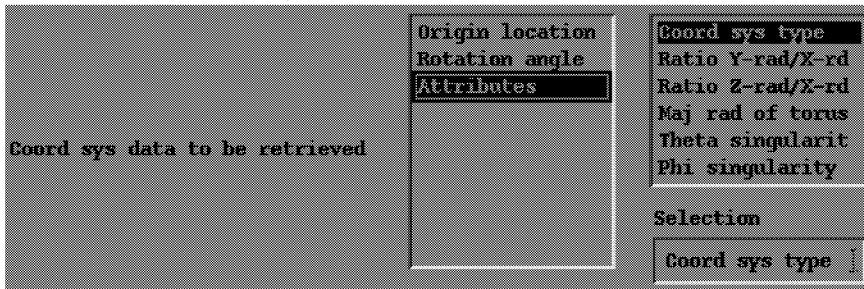 Coord sys data to be retrieved
Origin location
Rotation angle
Attributes
Coord sys type
Ratio Y-rad/X-rd
Ratio Z-rad/X-rd
Maj rad of torus
Theta singularit
Phi singularity
Selection
Coord sys type